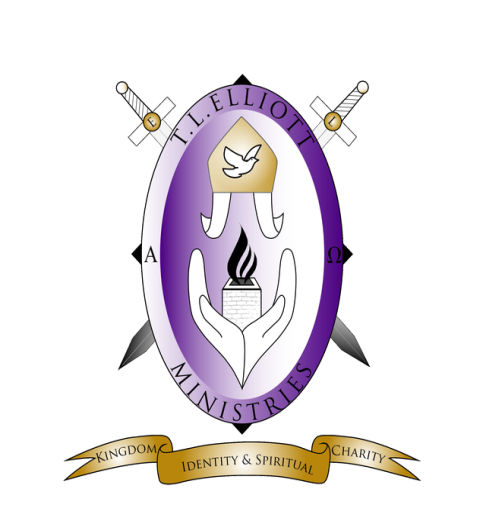 T.L.ELLIOTT
E
L
Α
Ω
MINISTRIES
KINGDOM
IDENTITY & SPIRITUAL
CHARITY